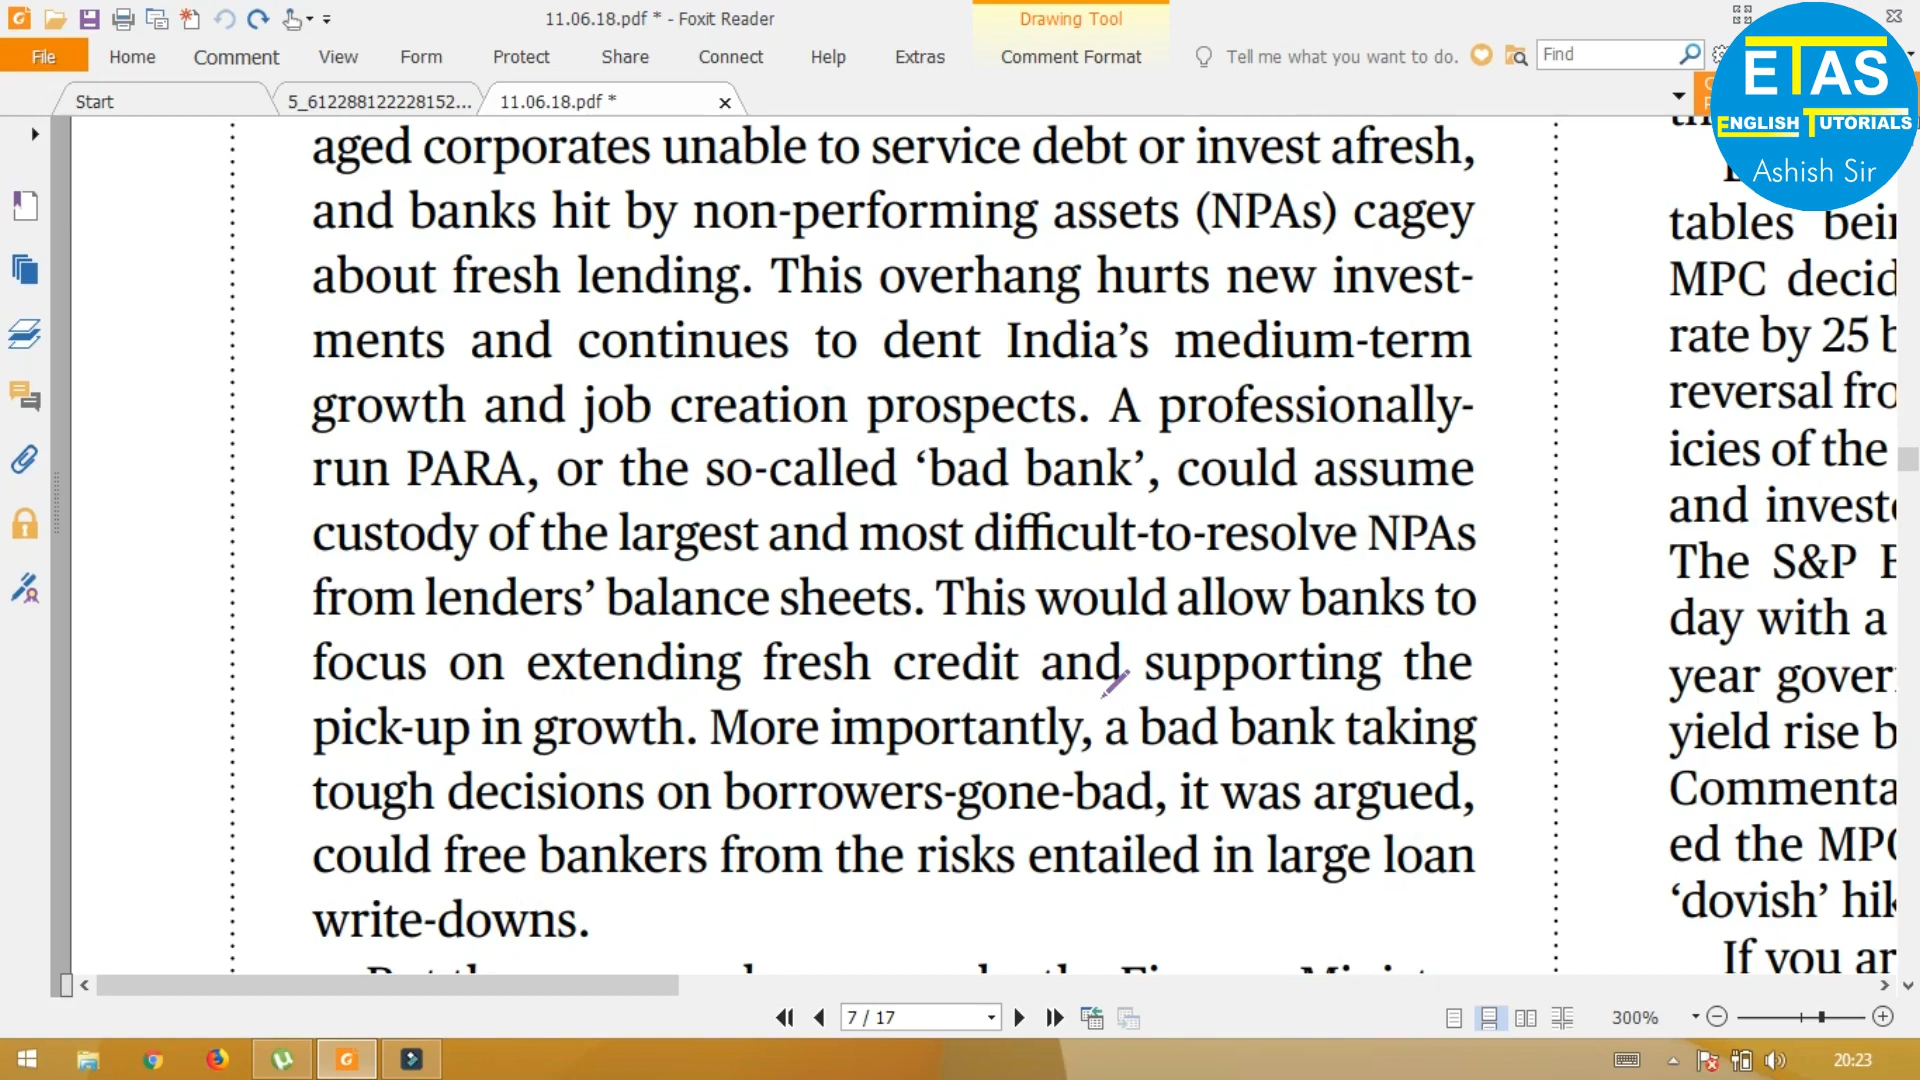 11.06.18.pdf * - Foxit Reader
Drawing Tool
File Home Comment View Form Protect Share Connect Help Extras Comment Format Tell me what you want to do. Find
Start 5_612288122228152... 11.06.18.pdf *
ETAS
ENGLISH TUTORIALS
Ashish Sir
aged corporates unable to service debt or invest afresh,
and banks hit by non-performing assets (NPAs) cagey
about fresh lending. This overhang hurts new invest-
ments and continues to dent India's medium-term
growth and job creation prospects. A professionally-
run PARA, or the so-called ‘bad bank’, could assume
custody of the largest and most difficult-to-resolve NPAs
from lenders’ balance sheets. This would allow banks to
focus on extending fresh credit and supporting the
pick-up in growth. More importantly, a bad bank taking
tough decisions on borrowers-gone-bad, it was argued,
could free bankers from the risks entailed in large loan
write-downs.
tables bei
MPC decid
rate by 25 b
reversal fro
icies of the
and investo
The S&P
day with a
year gover
yield rise b
Commenta
ed the MPC
‘dovish’ hik
If you ar
7 / 17
300%
20:23